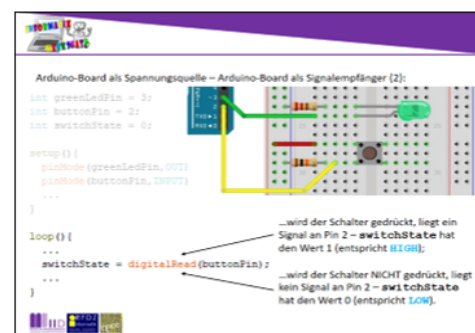 INFORMATIK
Arduino-Board als Spannungsquelle – Arduino-Board als Signalempfänger (2):
int greenLedPin = 3;
int buttonPin = 2;
int switchState = 0;
setup(){
pinMode(greenLedPin,OUT)
pinMode(buttonPin,INPUT)
...
}
loop(){
...
switchState = digitalRead(buttonPin);
...
}
...wird der Schalter gedrückt, liegt ein
Signal an Pin 2 – switchState hat
den Wert 1 (entspricht HIGH);
...wird der Schalter NICHT gedrückt, liegt
kein Signal an Pin 2 – switchState
hat den Wert 0 (entspricht LOW).